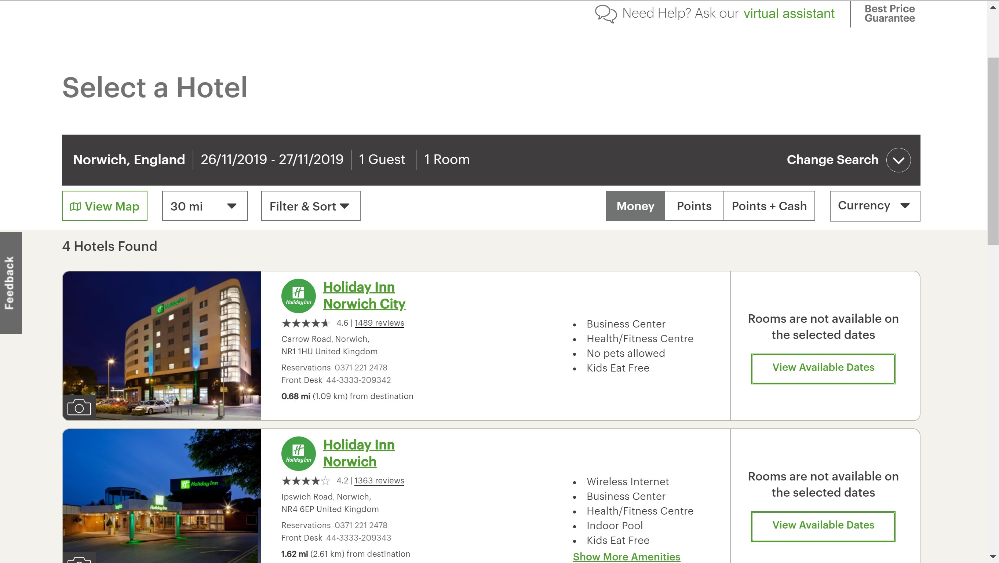 Need Help? Ask our virtual assistant
Best Price
Guarantee
Select a Hotel
Norwich, England
26/11/2019 - 27/11/2019
1 Guest
1 Room
Change Search
View Map
30 mi
Filter & Sort
Money
Points
Points + Cash
Currency
Feedback
4 Hotels Found
Holiday Inn
Holiday Inn
Holiday Inn
Norwich City
4.6 | 1489 reviews
Carrow Road, Norwich,
NR1 1HU United Kingdom
Reservations 0371 221 2478
Front Desk 44-3333-209342
0.68 mi (1.09 km) from destination
• Business Center
• Health/Fitness Centre
• No pets allowed
• Kids Eat Free
Rooms are not available on
the selected dates
View Available Dates
Holiday Inn
Holiday Inn
Holiday Inn
Holiday Inn
Norwich
4.2 | 1363 reviews
Ipswich Road, Norwich,
NR4 6EP United Kingdom
Reservations 0371 221 2478
Front Desk 44-3333-209343
1.62 mi (2.61 km) from destination
• Wireless Internet
• Business Center
• Health/Fitness Centre
• Indoor Pool
• Kids Eat Free
Show More Amenities
Rooms are not available on
the selected dates
View Available Dates